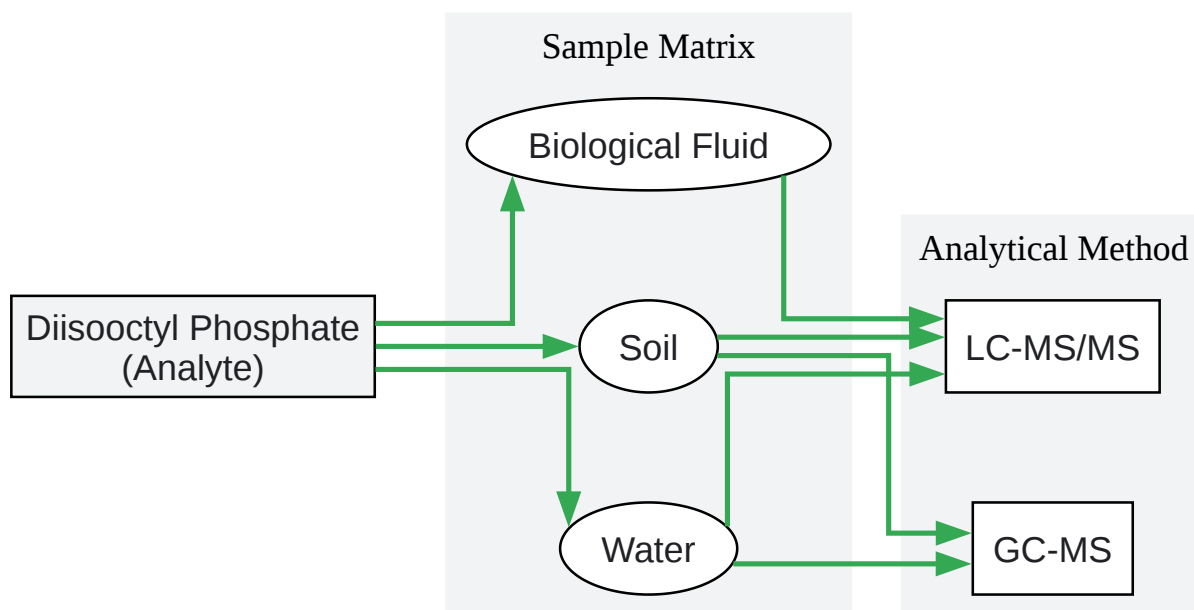 Sample Matrix
Biological Fluid
Analytical Method
Diisooctyl Phosphate
(Analyte)
Soil
LC-MS/MS
Water
GC-MS